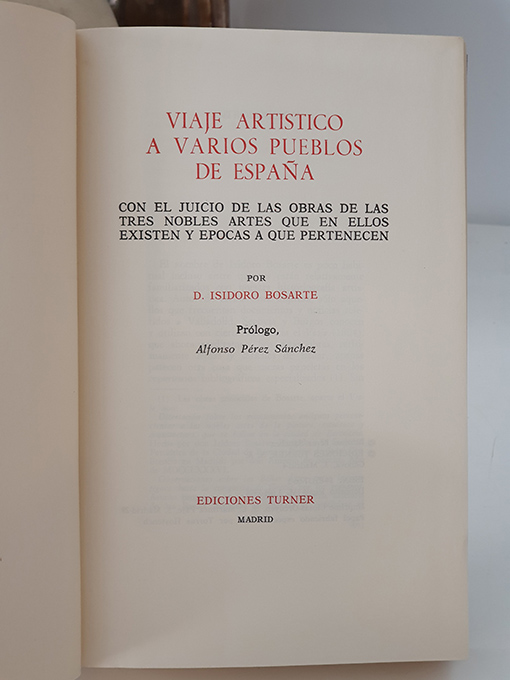 VIAJE ARTISTICO
A VARIOS PUEBLOS
DE ESPAÑA
CON EL JUICIO DE LAS OBRAS DE LAS
TRES NOBLES ARTES QUE EN ELLOS
EXISTEN Y EPOCAS A QUE PERTENECEN
POR
D. ISIDORO BOSARTE
Prólogo,
Alfonso Pérez Sánchez
EDICIONES TURNER
MADRID